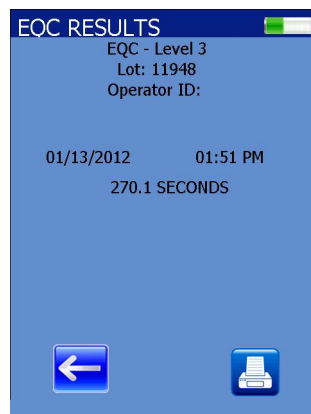 EQC RESULTS
EQC - Level 3
Lot: 11948
Operator ID:
01/13/2012 01:51 PM
270.1 SECONDS